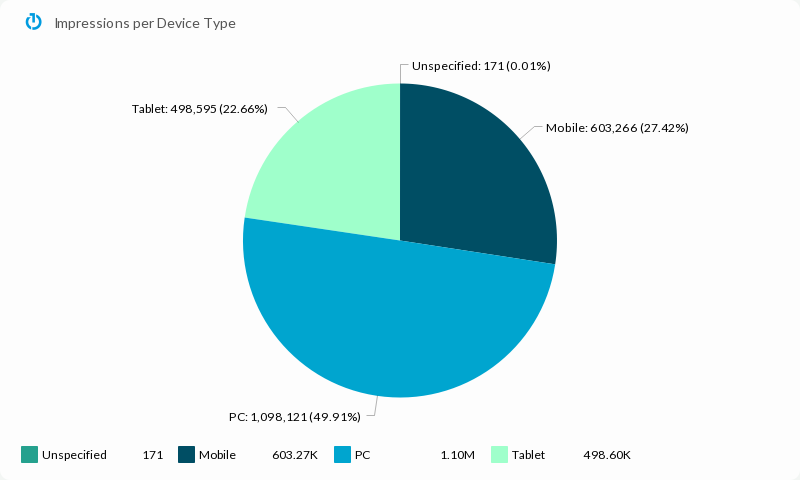 Impressions per Device Type
Unspecified: 171 (0.01%)
Tablet: 498,595 (22.66%)
Mobile: 603,266 (27.42%)
PC: 1,098,121 (49.91%)
Unspecified 171 Mobile 603.27K PC 1.10M Tablet 498.60K